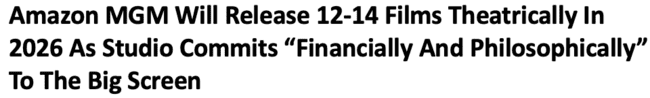 Amazon MGM Will Release 12-14 Films Theatrically In
2026 As Studio Commits “Financially And Philosophically”
To The Big Screen